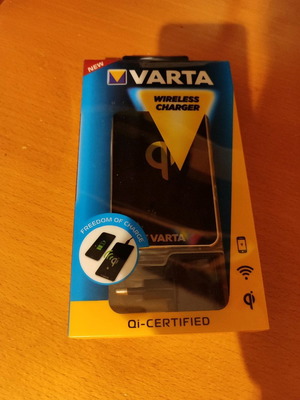 NEW
VARTA
WIRELESS
CHARGER
VARTA
FREEDOM OF CHARGE
Qi-CERTIFIED